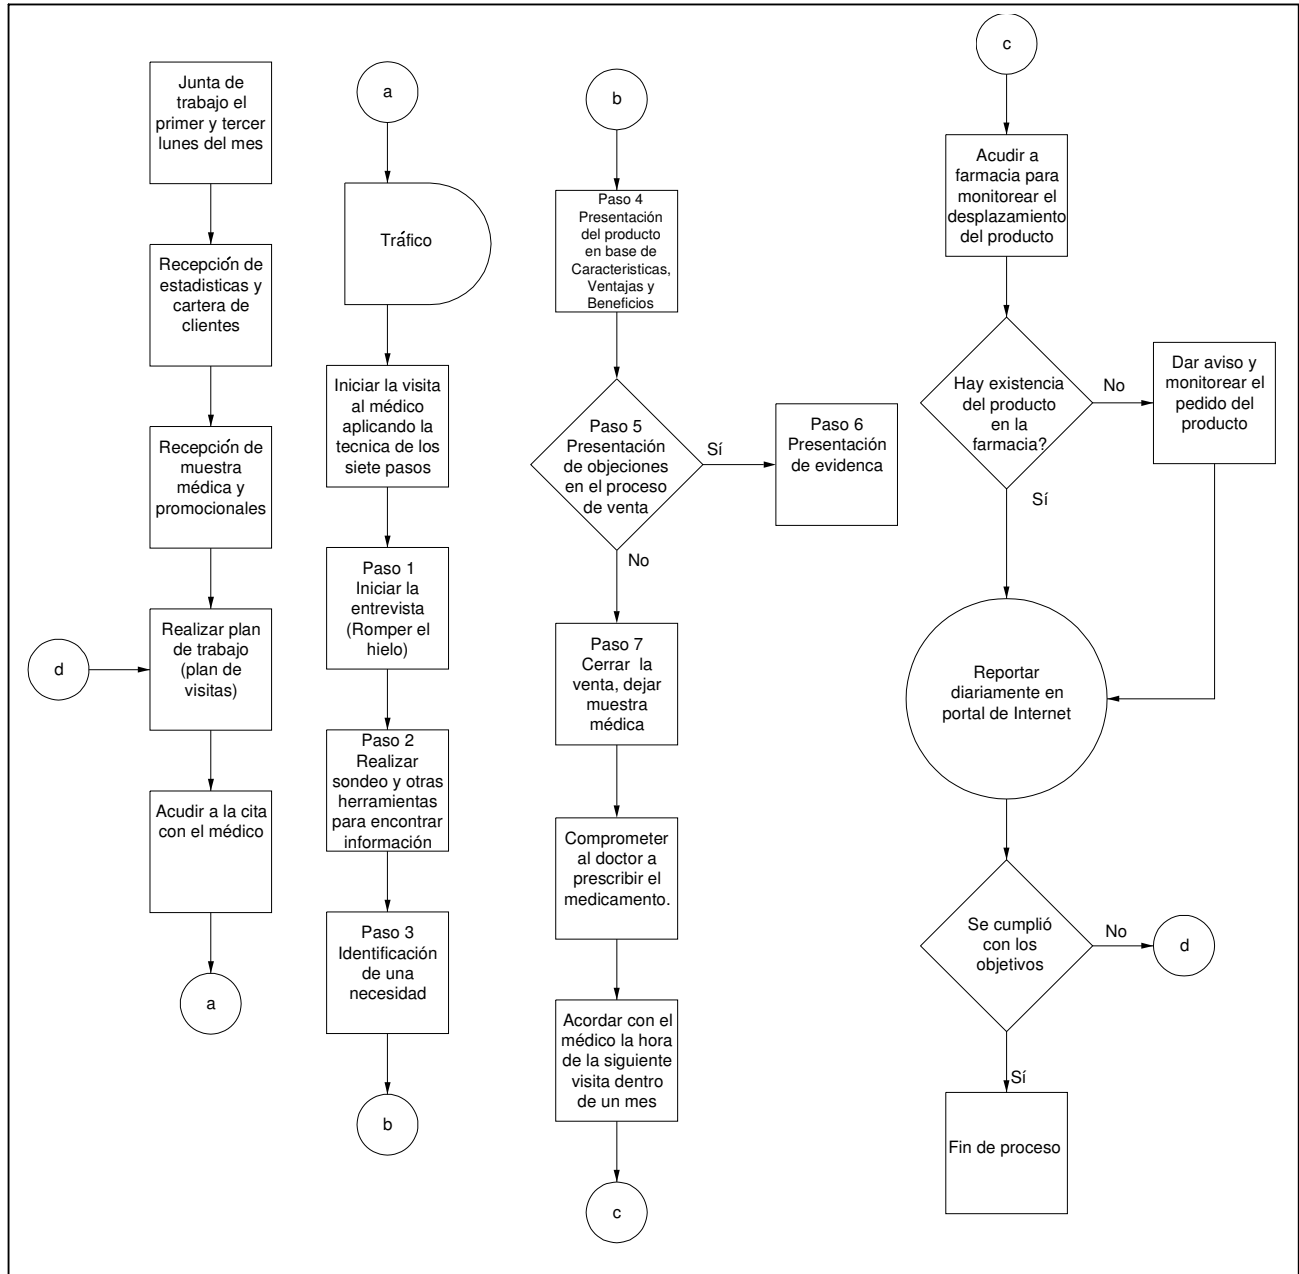 Junta de
trabajo el
primer y tercer
lunes del mes
Recepción de
estadisticas y
cartera de
clientes
Recepción de
muestra
médica y
promocionales
d
Realizar plan
de trabajo
(plan de
visitas)
Acudir a la cita
con el médico
a
a
Tráfico
Iniciar la visita
al médico
aplicando la
tecnica de los
siete pasos
Paso 1
Iniciar la
entrevista
(Romper el
hielo)
Paso 2
Realizar
sondeo y otras
herramientas
para encontrar
información
Paso 3
Identificación
de una
necesidad
b
b
Paso 4
Presentación
del producto
en base de
Caracteristicas,
Ventajas y
Beneficios
Paso 5
Presentación
de objeciones
en el proceso
de venta
Sí
Paso 6
Presentación
de evidenca
No
Paso 7
Cerrar la
venta, dejar
muestra
médica
Comprometer
al doctor a
prescribir el
medicamento.
Acordar con el
médico la hora
de la siguiente
visita dentro
de un mes
c
c
Acudir a
farmacia para
monitorear el
desplazamiento
del producto
Hay existencia
del producto
en la
farmacia?
No
Dar aviso y
monitorear el
pedido del
producto
Sí
Reportar
diariamente en
portal de Internet
Se cumplió
con los
objetivos
No
d
Sí
Fin de proceso